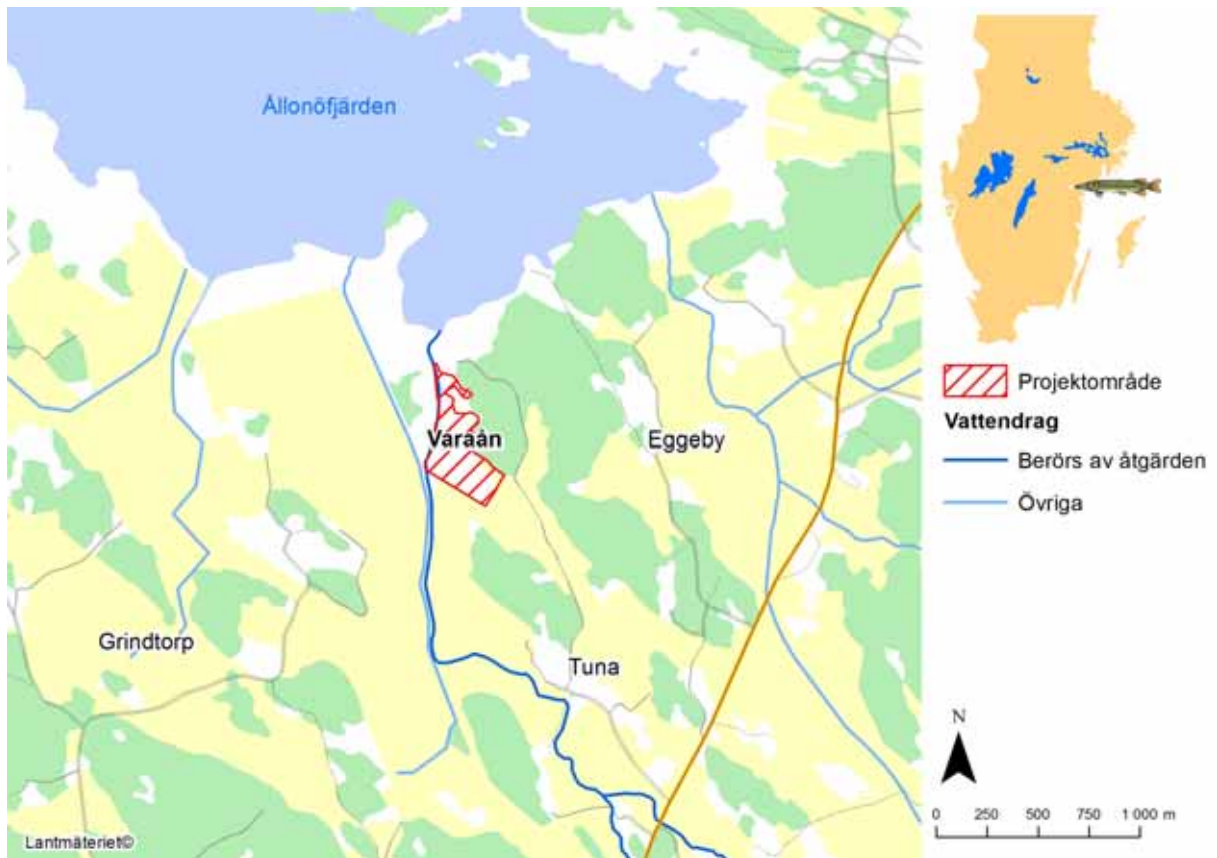 Ållonöfjärden
Varaån
Eggeby
Grindtorp
Tuna
Lantmäteriet©
Projektområde
Vattendrag
Berörs av åtgärden
Övriga
N
0 250 500 750 1 000 m